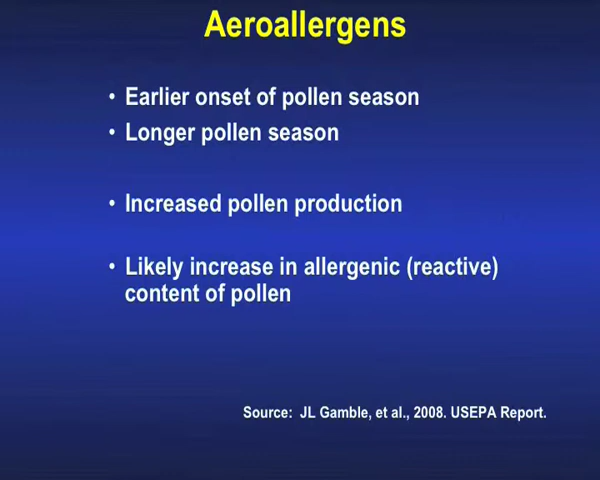 Aeroallergens
• Earlier onset of pollen season
• Longer pollen season
• Increased pollen production
• Likely increase in allergenic (reactive)
content of pollen
Source: JL Gamble, et al., 2008. USEPA Report.